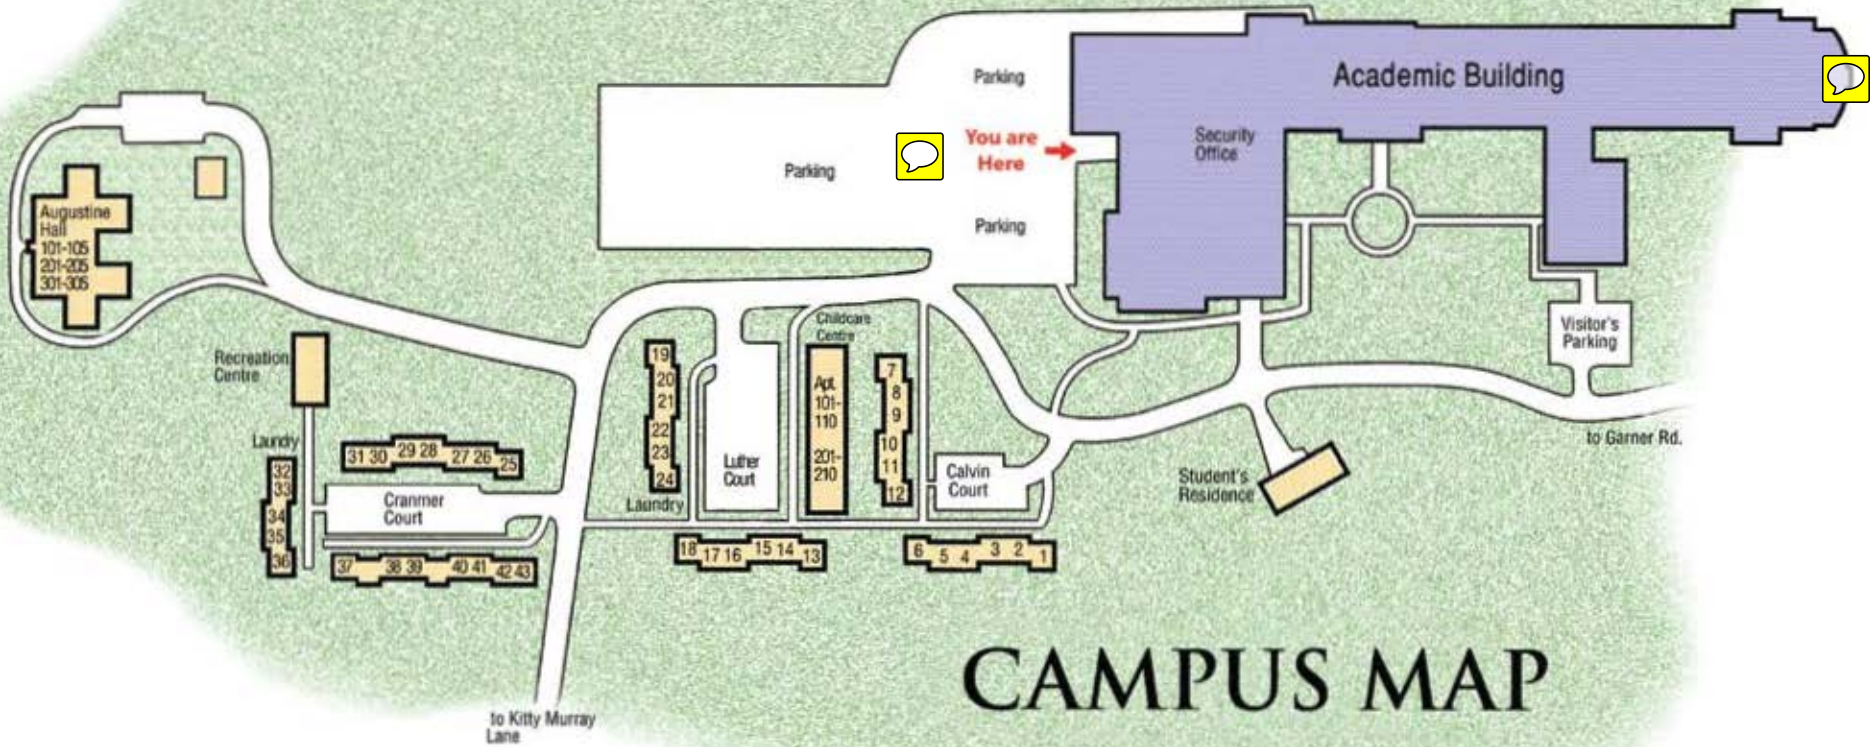 Parking
Academic Building
You are
Here
Security
Office
Parking
Parking
Augustine
Hall
101-105
201-205
301-305
Visitor's
Parking
Childcare
Centre
Recreation
Centre
19
20
21
22
23
24
Laundry
Apt.
101-
110
201-
210
7
8
9
10
11
12
Luther
Court
Calvin
Court
to Garner Rd.
Student's
Residence
Laundry
31 30 29 28 27 26 25
32
33
34
35
36
Cranmer
Court
37 38 39 40 41 42 43
18 17 16 15 14 13
6 5 4 3 2 1
CAMPUS MAP
to Kitty Murray
Lane